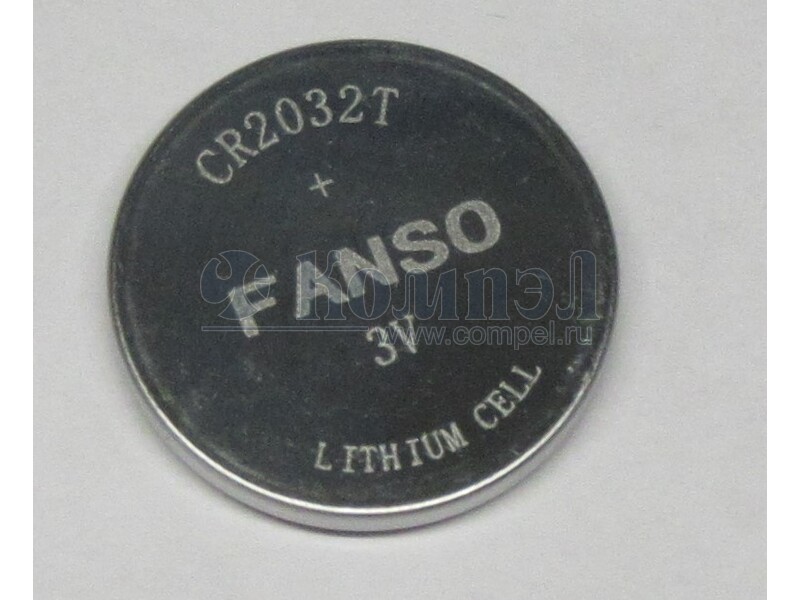 CR2032T
+
FANSO
Компэл
3V
www.compel.ru
LITHIUM CELL